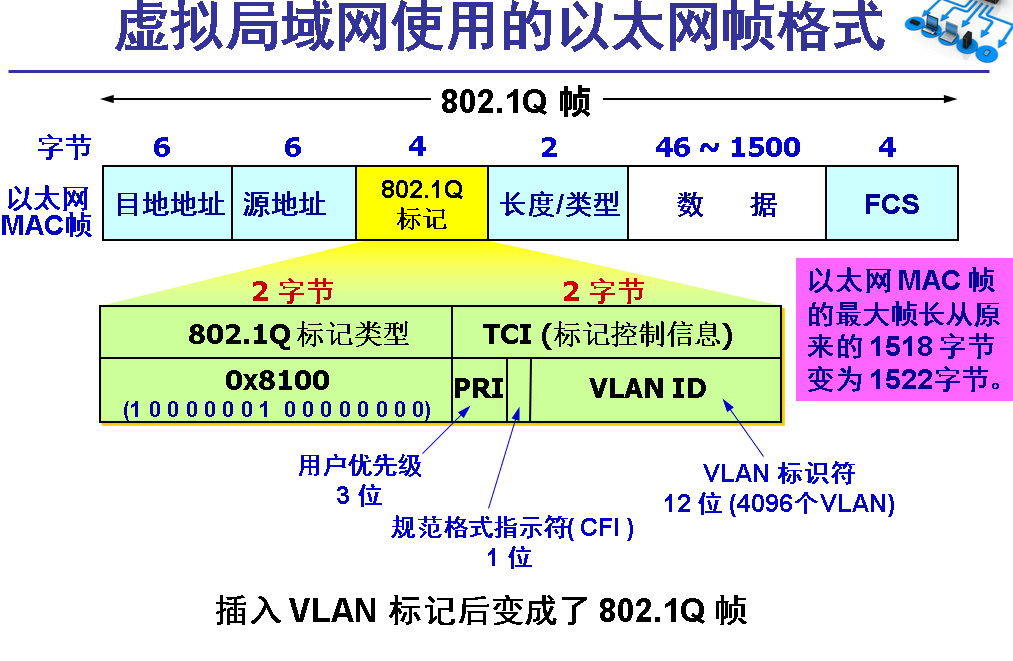 虚拟局域网使用的以太网帧格式
802.1Q 帧
字节 6 6 4 2 46 ~ 1500 4
以太网
MAC帧
目地地址 源地址 802.1Q
标记
长度/类型 数 据 FCS
2 字节 2 字节
802.1Q 标记类型 TCI (标记控制信息)
0x8100
(1 0 0 0 0 0 0 1 0 0 0 0 0 0 0 0)
PRI VLAN ID
以太网 MAC 帧
的最大帧长从原
来的 1518 字节
变为 1522字节。
用户优先级
3 位
规范格式指示符( CFI )
1 位
VLAN 标识符
12 位 (4096个VLAN)
插入 VLAN 标记后变成了 802.1Q 帧